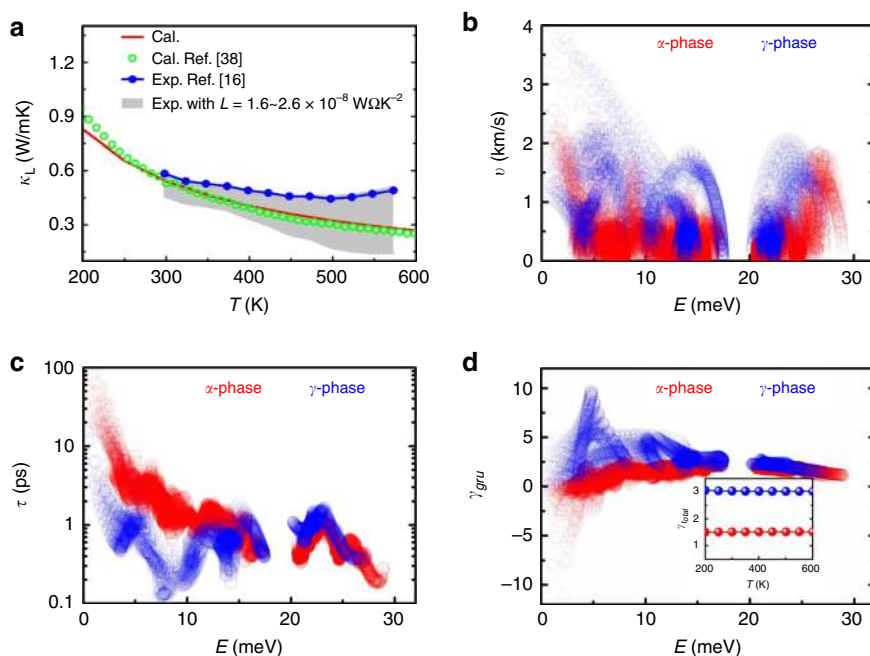 a
1.2
0.9
0.6
0.3
κL (W/mK)
Cal.
Cal. Ref. [38]
Exp. Ref. [16]
Exp. with L = 1.6~2.6 × 10⁻⁸ WΩK⁻²
200 300 400 500 600
T (K)
b
4
3
2
1
0
υ (km/s)
α-phase γ-phase
0 10 20 30
E (meV)
c
100
10
1
0.1
τ (ps)
α-phase γ-phase
0 10 20 30
E (meV)
d
10
5
0
−5
−10
γgru
α-phase γ-phase
3
2
1
γtotal
200 400 600
T (K)
0 10 20 30
E (meV)